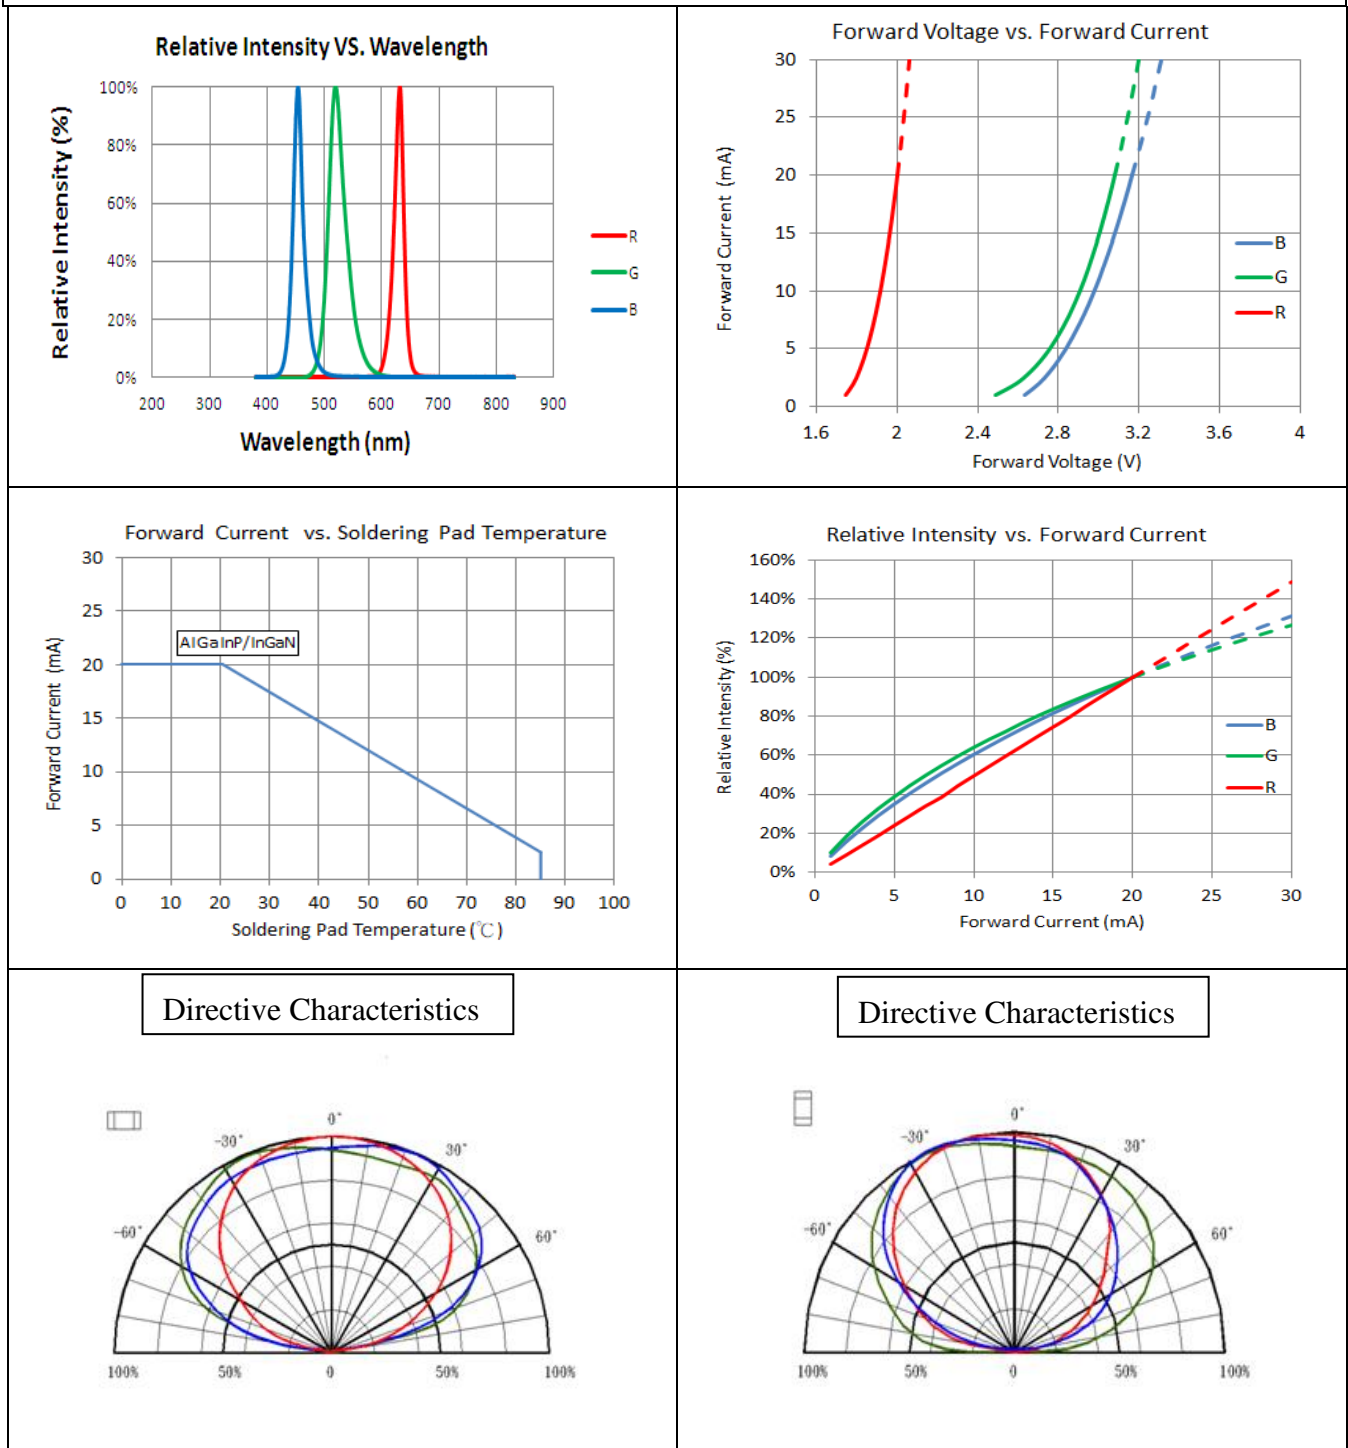 Relative Intensity VS. Wavelength
Relative Intensity (%)
100%
80%
60%
40%
20%
0%
200 300 400 500 600 700 800 900
Wavelength (nm)
R
G
B
Forward Voltage vs. Forward Current
Forward Current (mA)
30
25
20
15
10
5
0
1.6 2 2.4 2.8 3.2 3.6 4
Forward Voltage (V)
B
G
R
Forward Current vs. Soldering Pad Temperature
Forward Current (mA)
30
25
20
15
10
5
0
AlGaInP/InGaN
0 10 20 30 40 50 60 70 80 90 100
Soldering Pad Temperature (℃)
Relative Intensity vs. Forward Current
Relative Intensity (%)
160%
140%
120%
100%
80%
60%
40%
20%
0%
0 5 10 15 20 25 30
Forward Current (mA)
B
G
R
Directive Characteristics
0°
-30° 30°
-60° 60°
100% 50% 0 50% 100%
Directive Characteristics
0°
-30° 30°
-60° 60°
100% 50% 0 50% 100%